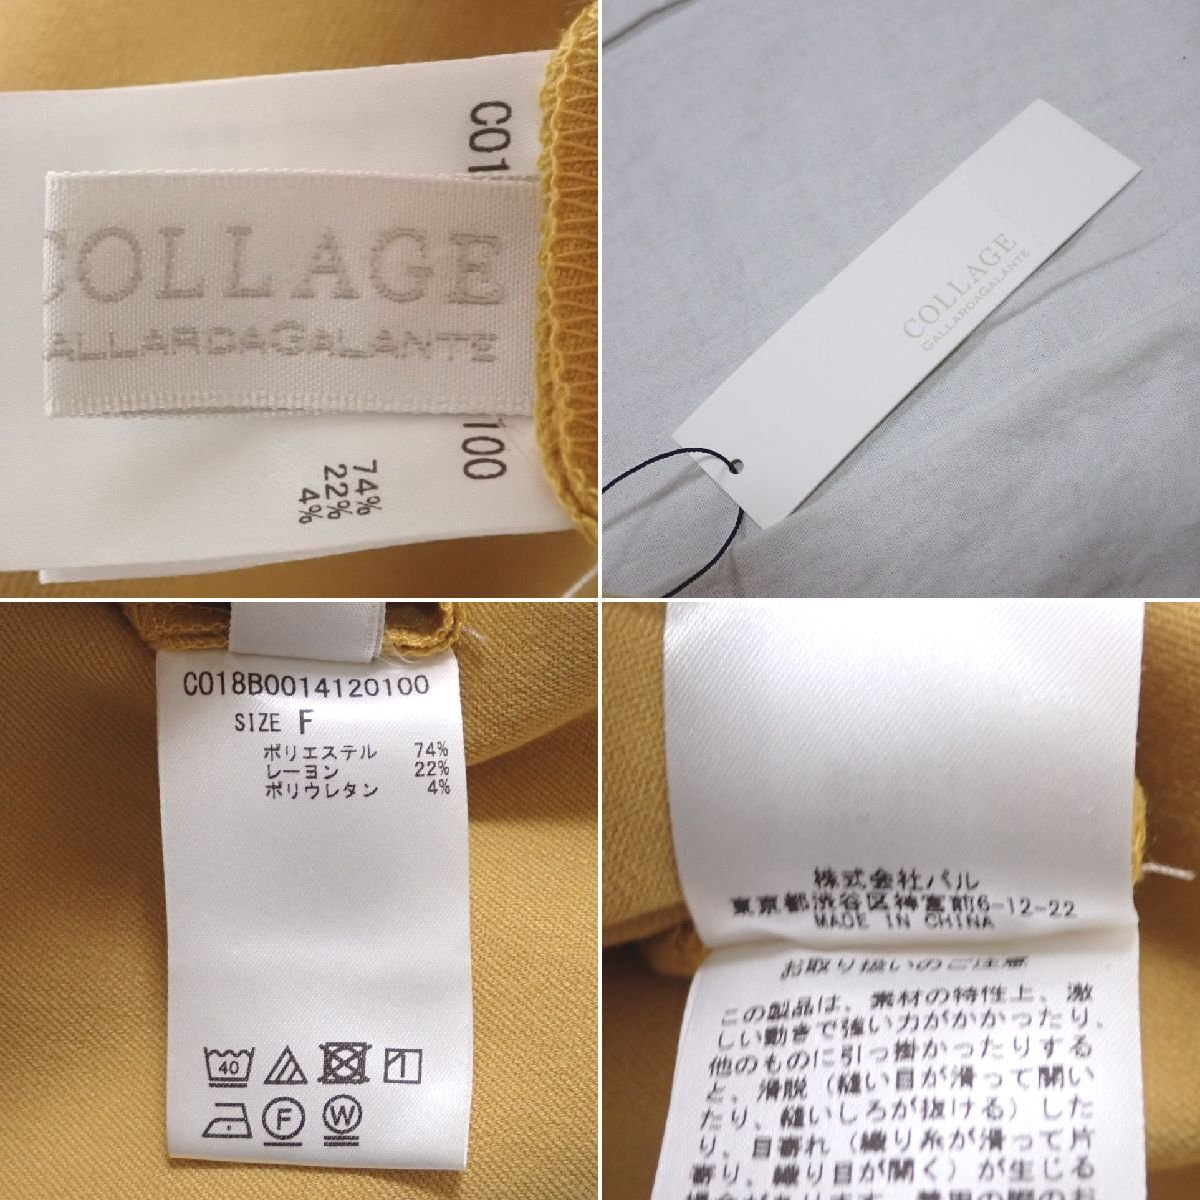 CO1
COLLAGE
ALLARDAGALANTE
100
74%
22%
4%
COLLAGE
GALLARDAGALANTE
C018B0014120100
SIZE F
ポリエステル 74%
レーヨン 22%
ポリウレタン 4%
40
1
F
W
株式会社パル
東京都渋谷区神宮前6-12-22
MADE IN CHINA
お取り扱いのご注意
この製品は、素材の特性上、激
しい動きで強い力がかかったり、
他のものに引っ掛かったりする
と、滑脱（縫い目が滑って開い
たり、縫いしろが抜ける）した
り、目寄れ（織り糸が滑って片
寄り、織り目が開く）が生じる